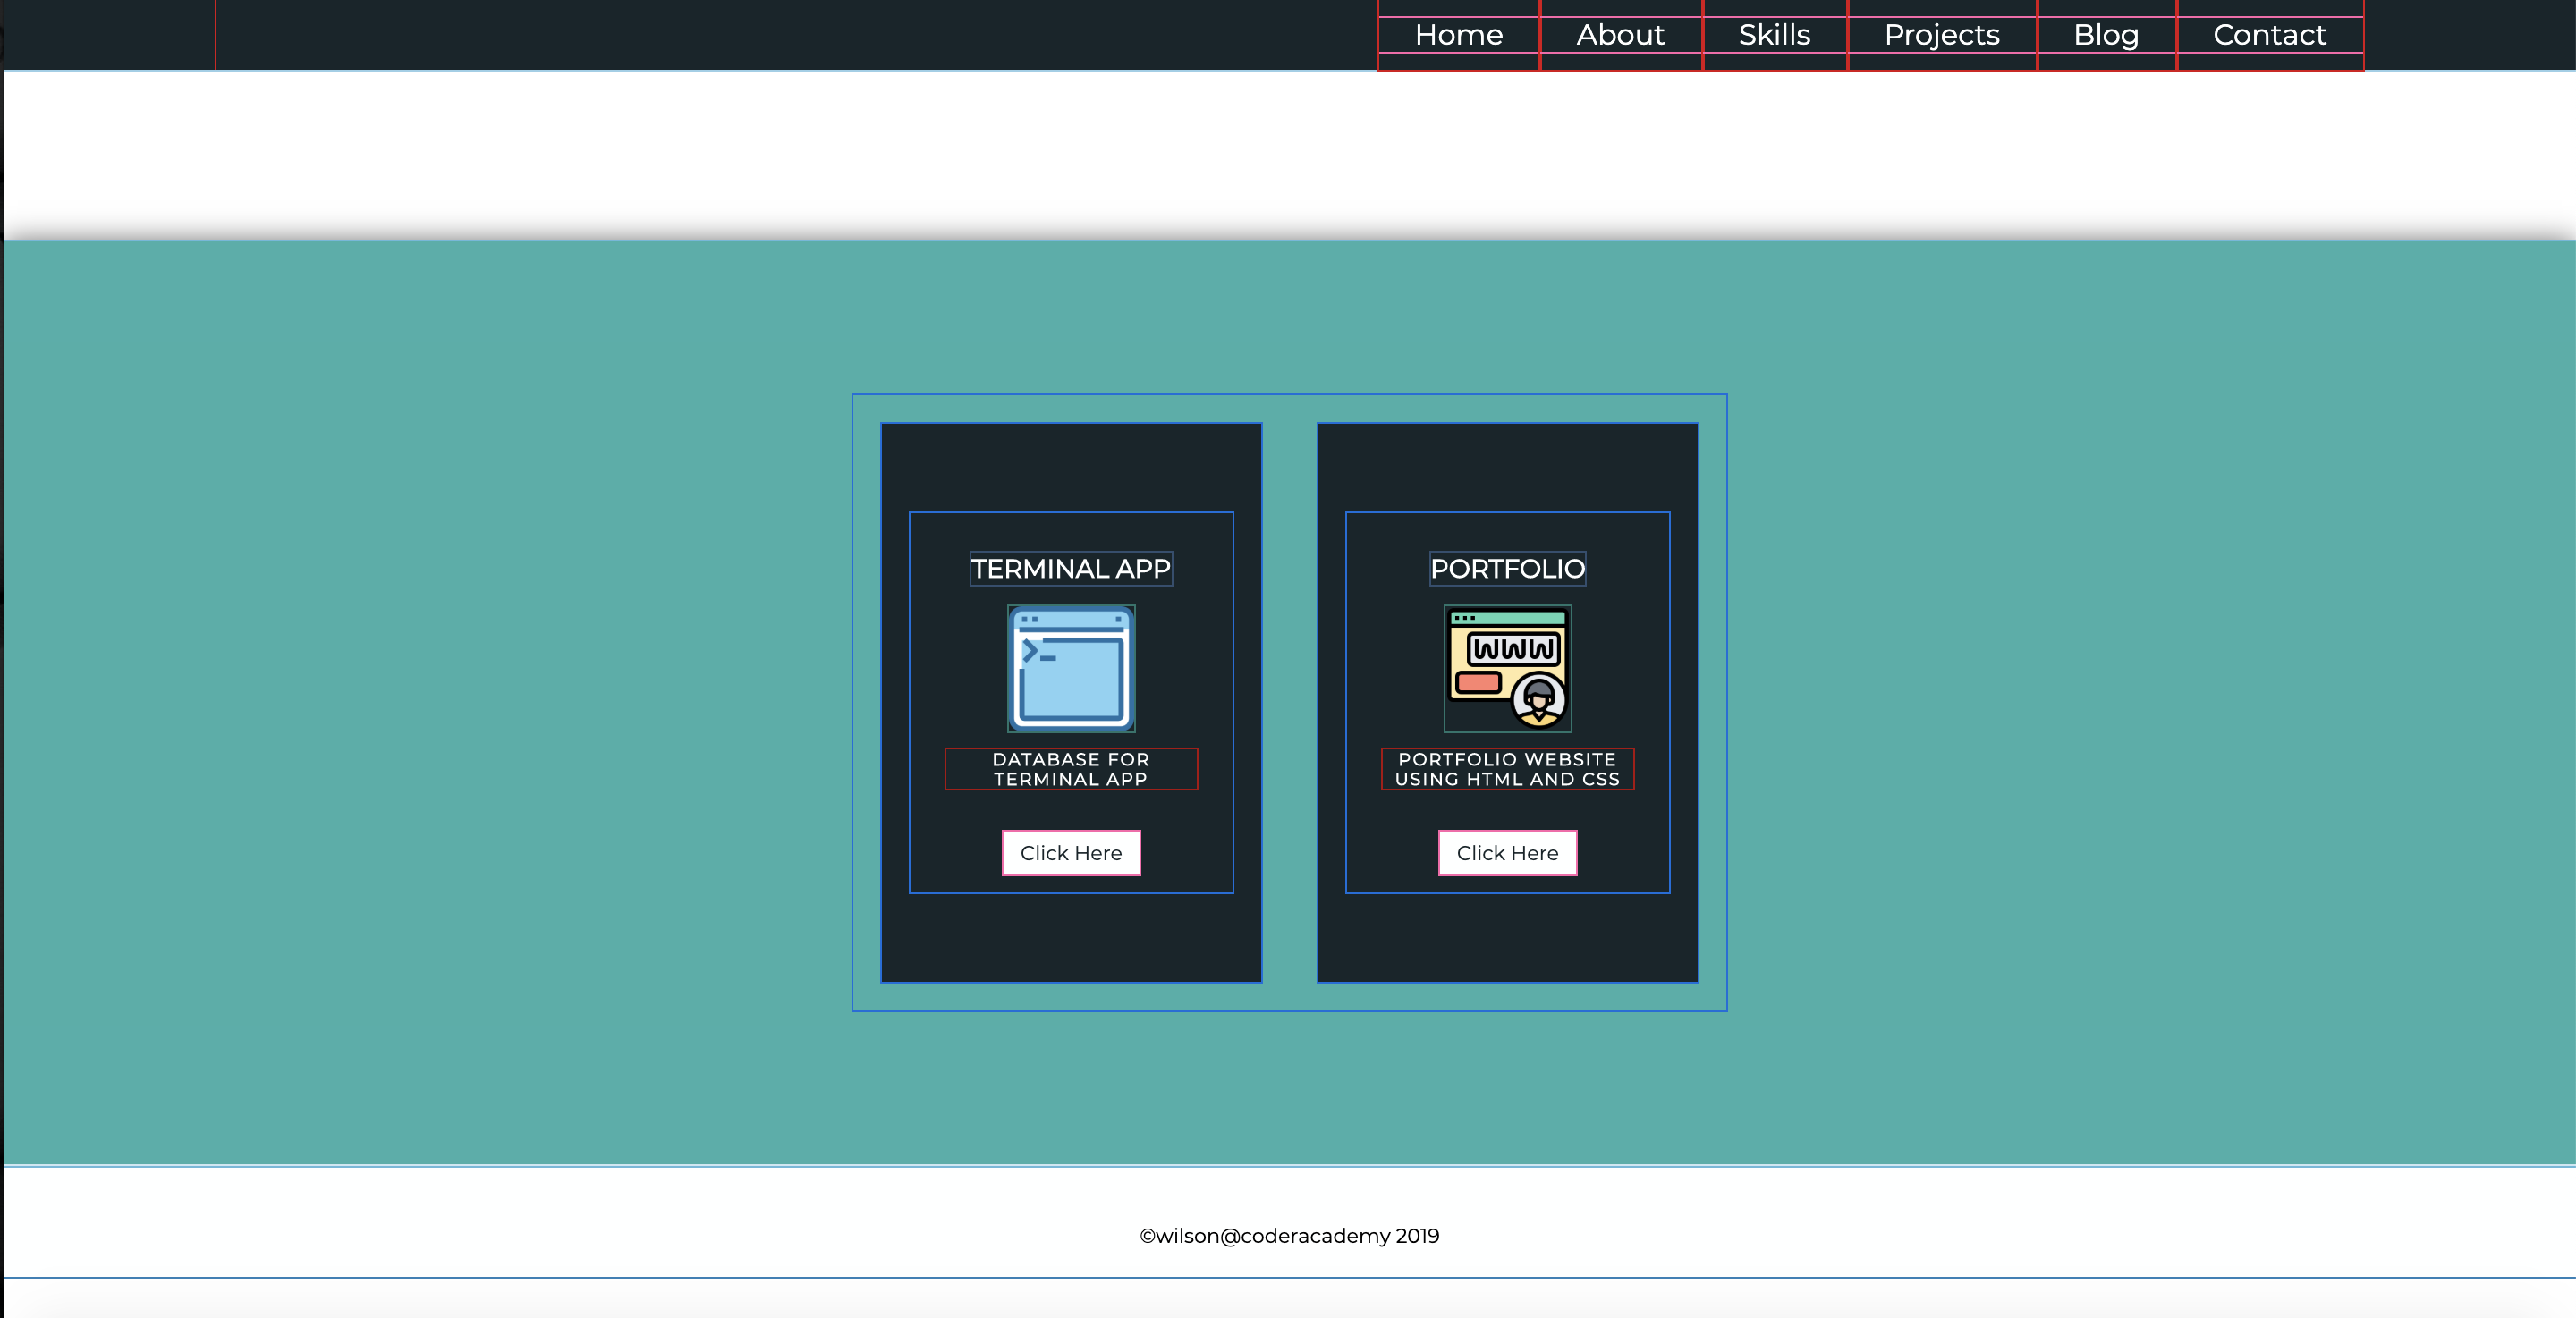 Home About Skills Projects Blog Contact
TERMINAL APP
>_
DATABASE FOR
TERMINAL APP
Click Here
PORTFOLIO
WWW
PORTFOLIO WEBSITE
USING HTML AND CSS
Click Here
©wilson@coderacademy 2019